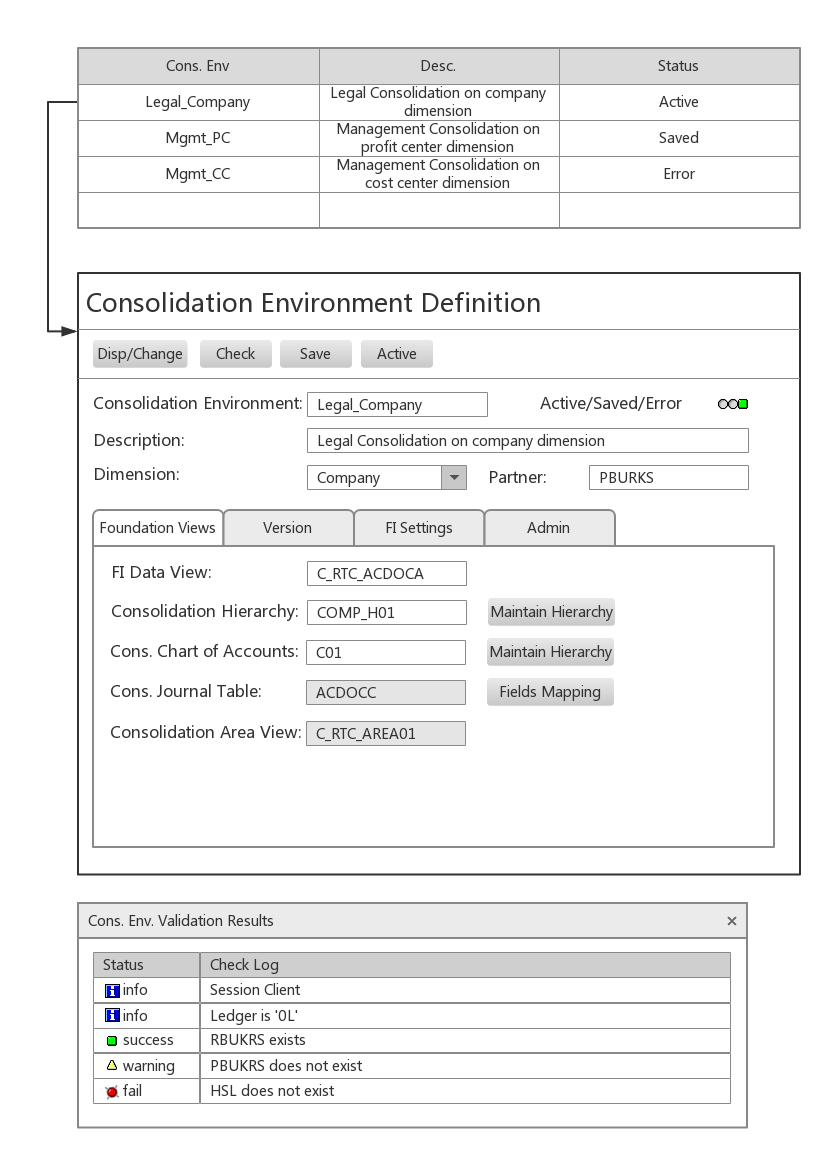 Cons. Env Desc. Status
Legal_Company Legal Consolidation on company dimension Active
Mgmt_PC Management Consolidation on profit center dimension Saved
Mgmt_CC Management Consolidation on cost center dimension Error
Consolidation Environment Definition
Disp/Change Check Save Active
Consolidation Environment: Legal_Company Active/Saved/Error
Description: Legal Consolidation on company dimension
Dimension: Company Partner: PBURKS
Foundation Views Version FI Settings Admin
FI Data View: C_RTC_ACDOCA
Consolidation Hierarchy: COMP_H01 Maintain Hierarchy
Cons. Chart of Accounts: C01 Maintain Hierarchy
Cons. Journal Table: ACDOCC Fields Mapping
Consolidation Area View: C_RTC_AREA01
Cons. Env. Validation Results ×
Status Check Log
info Session Client
info Ledger is '0L'
success RBUKRS exists
warning PBUKRS does not exist
fail HSL does not exist